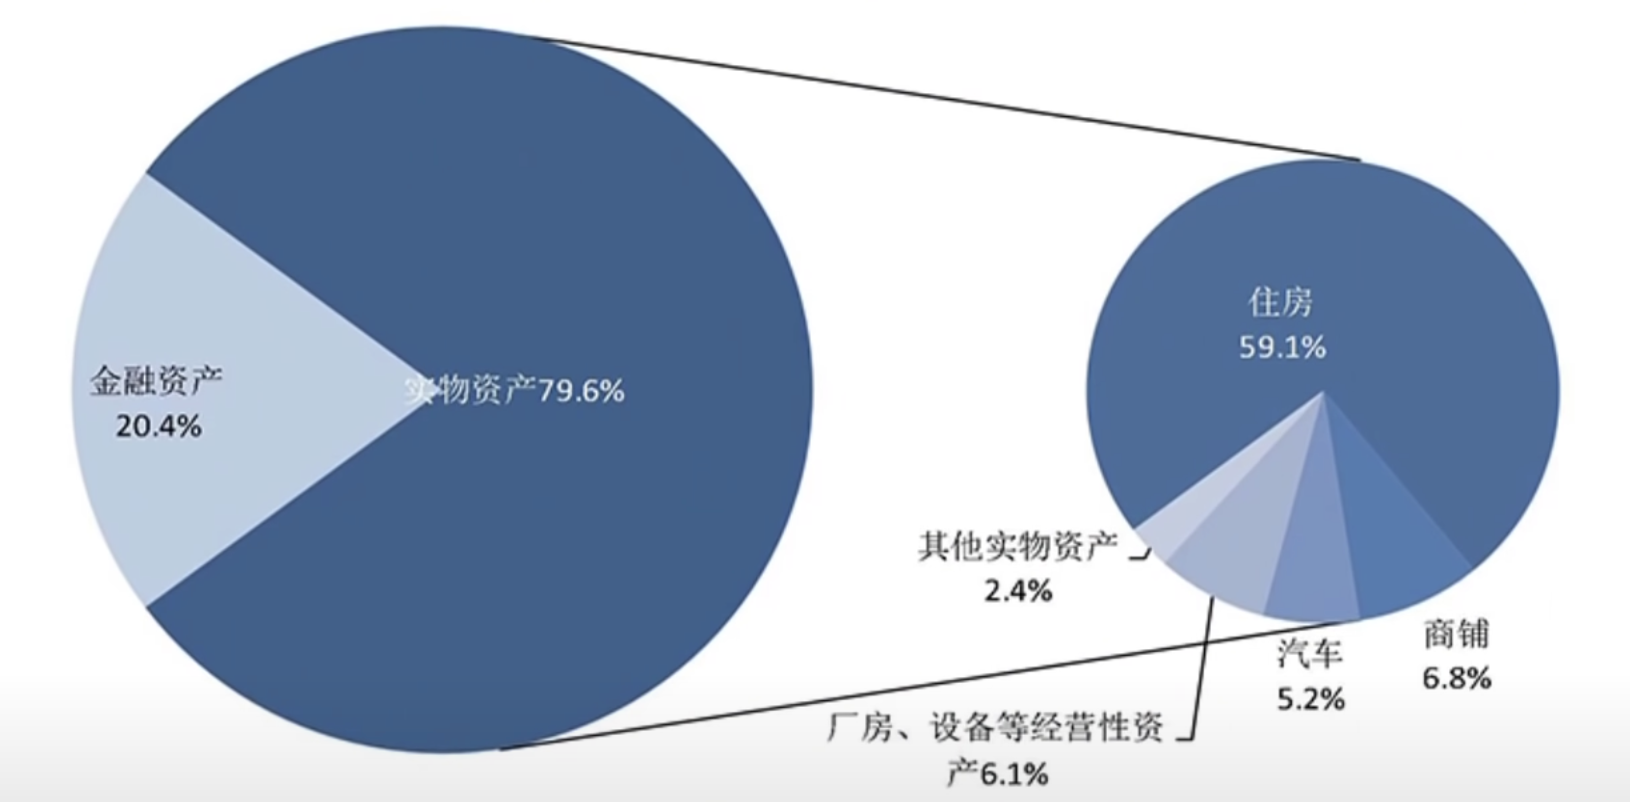 金融资产
20.4%
实物资产79.6%
住房
59.1%
其他实物资产
2.4%
厂房、设备等经营性资
产6.1%
汽车
5.2%
商铺
6.8%